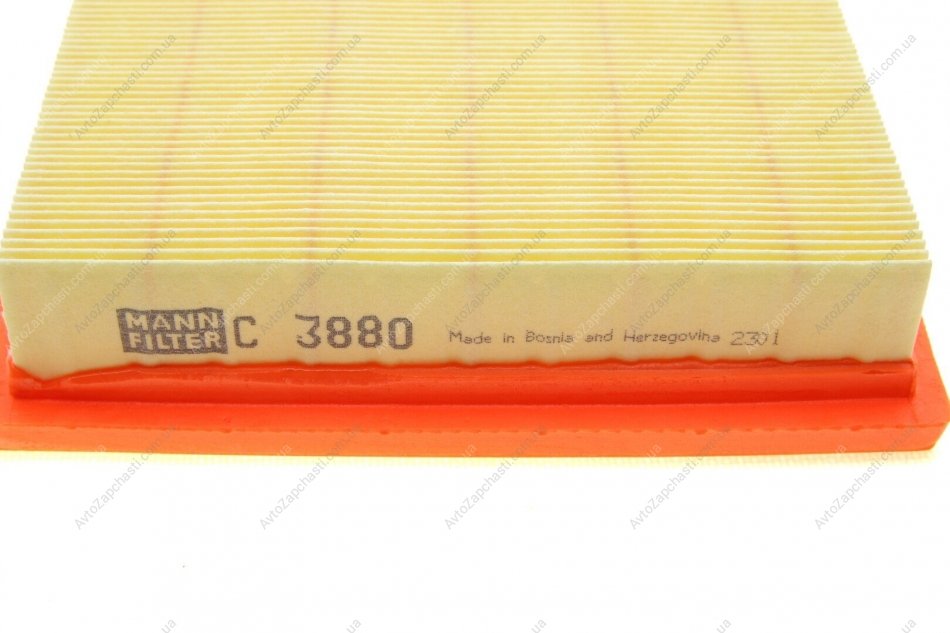 MANN
FILTER
C 3880
Made in Bosnia and Herzegovina 2301
AvtoZapchasti.com.ua